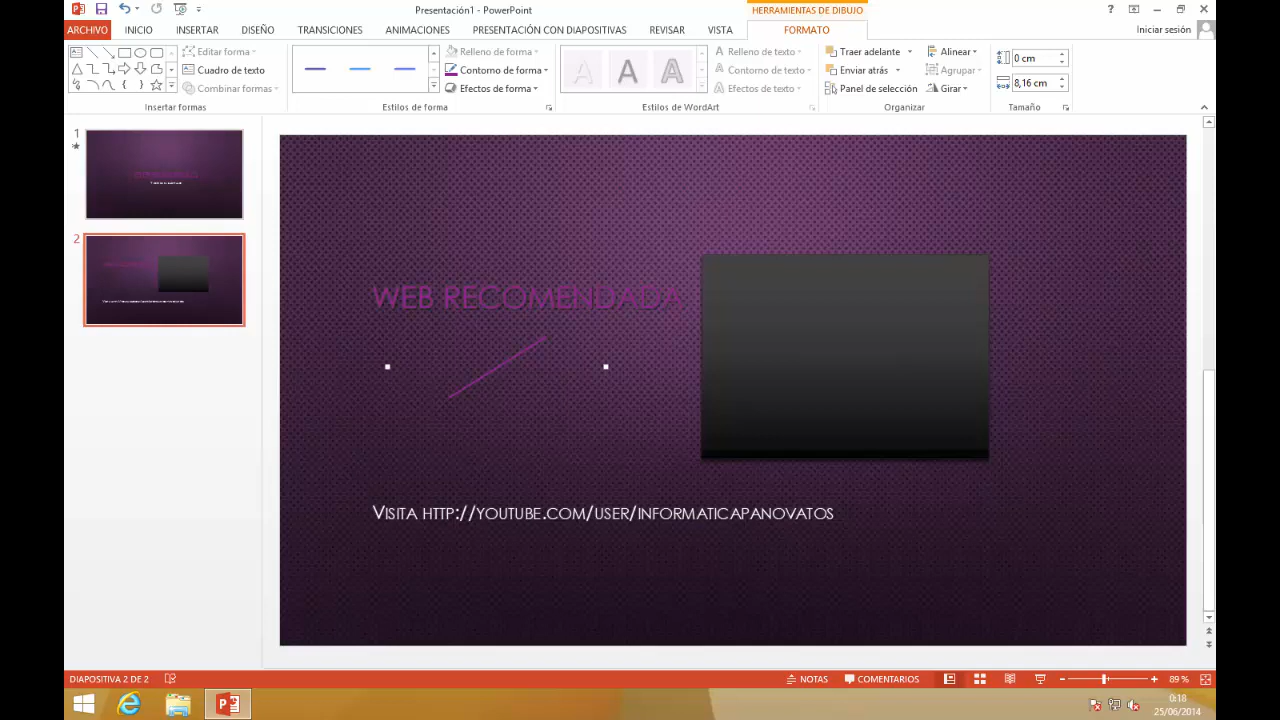 Presentación1 - PowerPoint
HERRAMIENTAS DE DIBUJO
?
ARCHIVO INICIO INSERTAR DISEÑO TRANSICIONES ANIMACIONES PRESENTACIÓN CON DIAPOSITIVAS REVISAR VISTA FORMATO Iniciar sesión
Editar forma
Cuadro de texto
Combinar formas
Insertar formas
Relleno de forma
Contorno de forma
Efectos de forma
Estilos de forma
A A A
Relleno de texto
Contorno de texto
Efectos de texto
Estilos de WordArt
Traer adelante
Enviar atrás
Panel de selección
Alinear
Agrupar
Girar
Organizar
0 cm
8,16 cm
Tamaño
1
2
WEB RECOMENDADA
VISITA HTTP://YOUTUBE.COM/USER/INFORMATICAPANOVATOS
DIAPOSITIVA 2 DE 2
NOTAS
COMENTARIOS
89 %
0:18
25/06/2014